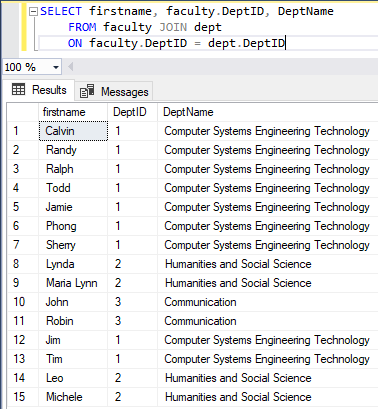 SELECT firstname, faculty.DeptID, DeptName
FROM faculty JOIN dept
ON faculty.DeptID = dept.DeptID
100 %
Results Messages
firstname DeptID DeptName
1 Calvin 1 Computer Systems Engineering Technology
2 Randy 1 Computer Systems Engineering Technology
3 Ralph 1 Computer Systems Engineering Technology
4 Todd 1 Computer Systems Engineering Technology
5 Jamie 1 Computer Systems Engineering Technology
6 Phong 1 Computer Systems Engineering Technology
7 Sherry 1 Computer Systems Engineering Technology
8 Lynda 2 Humanities and Social Science
9 Maria Lynn 2 Humanities and Social Science
10 John 3 Communication
11 Robin 3 Communication
12 Jim 1 Computer Systems Engineering Technology
13 Tim 1 Computer Systems Engineering Technology
14 Leo 2 Humanities and Social Science
15 Michele 2 Humanities and Social Science